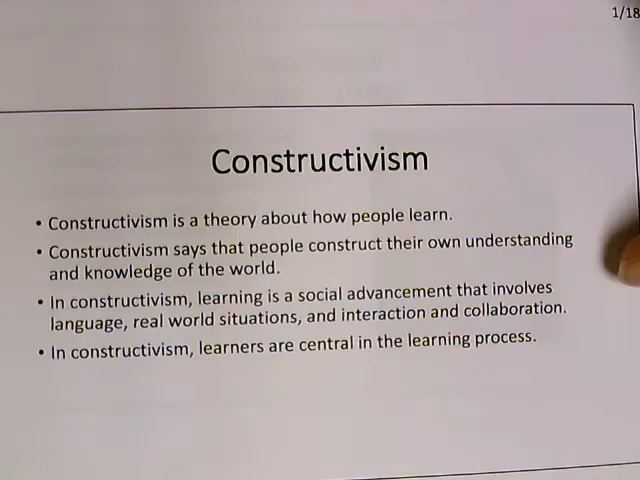 1/18
Constructivism
• Constructivism is a theory about how people learn.
• Constructivism says that people construct their own understanding
and knowledge of the world.
• In constructivism, learning is a social advancement that involves
language, real world situations, and interaction and collaboration.
• In constructivism, learners are central in the learning process.